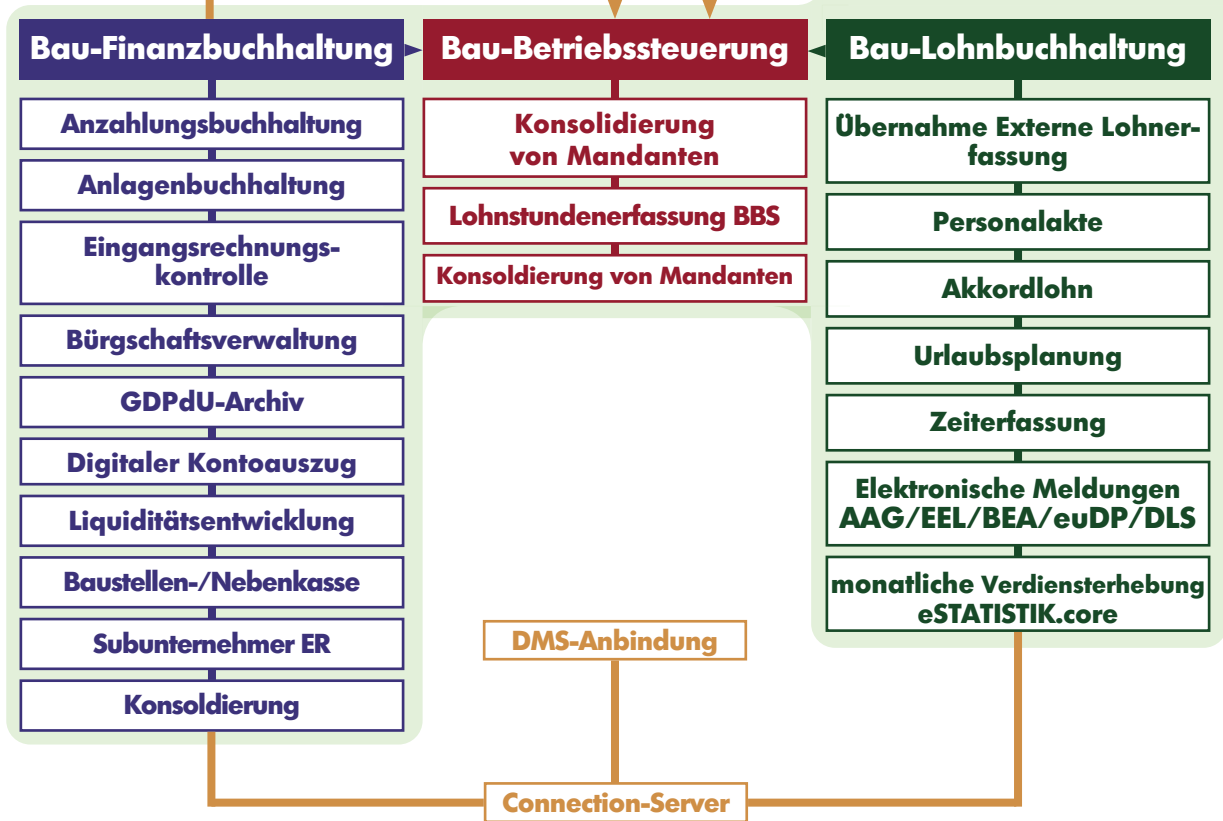 Bau-Finanzbuchhaltung
Anzahlungsbuchhaltung
Anlagenbuchhaltung
Eingangsrechnungs-
kontrolle
Bürgschaftsverwaltung
GDPdU-Archiv
Digitaler Kontoauszug
Liquiditätsentwicklung
Baustellen-/Nebenkasse
Subunternehmer ER
Konsoldierung
Bau-Betriebssteuerung
Konsolidierung
von Mandanten
Lohnstundenerfassung BBS
Konsoldierung von Mandanten
Bau-Lohnbuchhaltung
Übernahme Externe Lohner-
fassung
Personalakte
Akkordlohn
Urlaubsplanung
Zeiterfassung
Elektronische Meldungen
AAG/EEL/BEA/euDP/DLS
monatliche Verdiensterhebung
eSTATISTIK.core
DMS-Anbindung
Connection-Server